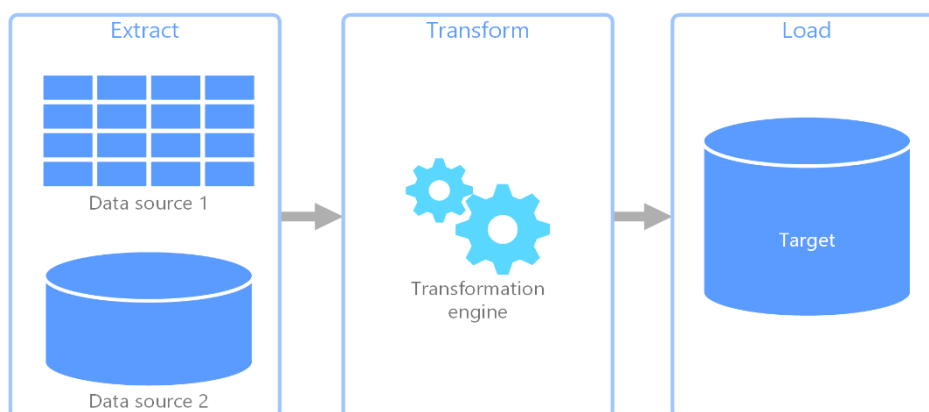 Extract
Transform
Load
Data source 1
Target
Transformation
engine
Data source 2